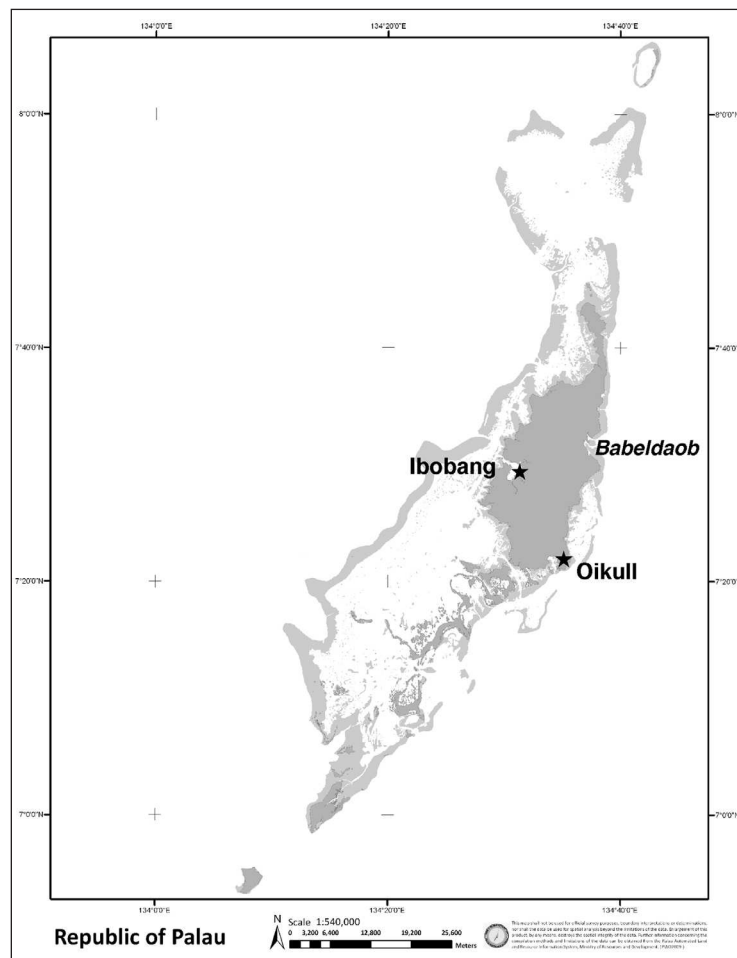 134°0'0"E 134°20'0"E 134°40'0"E
8°0'0"N 8°0'0"N
7°40'0"N 7°40'0"N
Babeldaob
Ibobang
Oikull
7°20'0"N 7°20'0"N
7°0'0"N 7°0'0"N
134°0'0"E 134°20'0"E 134°40'0"E
Republic of Palau
N
Scale 1:540,000
0 3,200 6,400 12,800 19,200 25,600
Meters